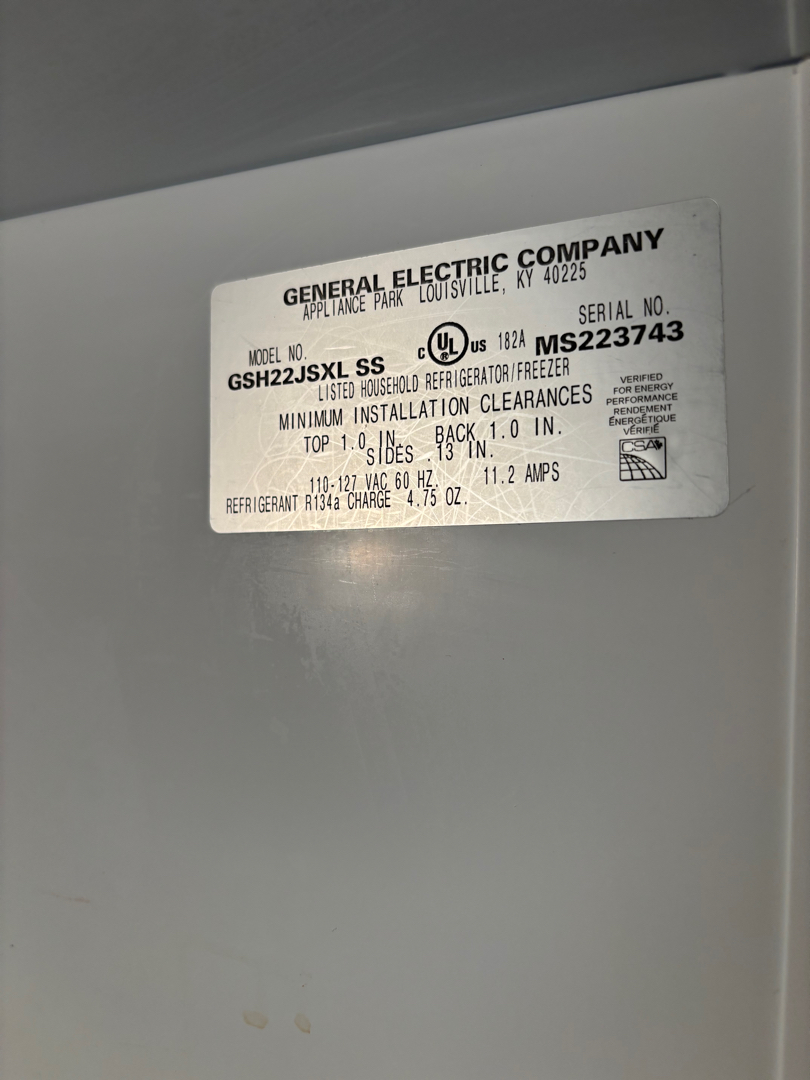 GENERAL ELECTRIC COMPANY
APPLIANCE PARK LOUISVILLE, KY 40225
MODEL NO.
GSH22JSXL SS
C UL ® US 182A
SERIAL NO.
MS223743
LISTED HOUSEHOLD REFRIGERATOR/FREEZER
MINIMUM INSTALLATION CLEARANCES
TOP 1.0 IN. BACK 1.0 IN.
SIDES .13 IN.
110-127 VAC 60 HZ. 11.2 AMPS
REFRIGERANT R134a CHARGE 4.75 OZ.
VERIFIED
FOR ENERGY
PERFORMANCE
RENDEMENT
ÉNERGÉTIQUE
VÉRIFIÉ
CSA